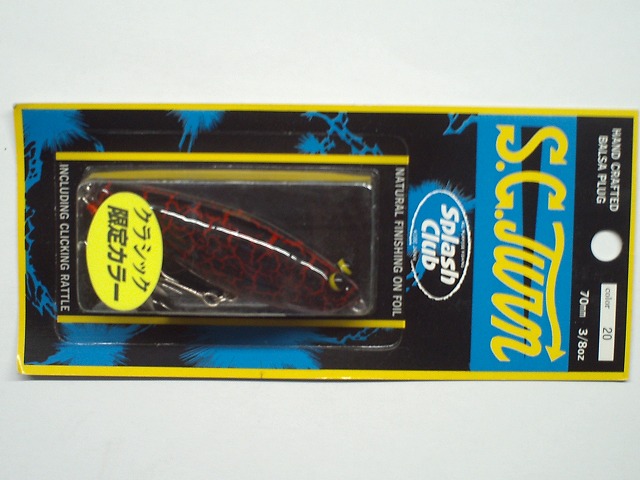 HAND CRAFTED
BALSA PLUG
color 20
70mm 3/8oz
Splash
Club
NATURAL FINISHING ON FOIL
クラシック
限定カラー
INCLUDING CLICKING RATTLE